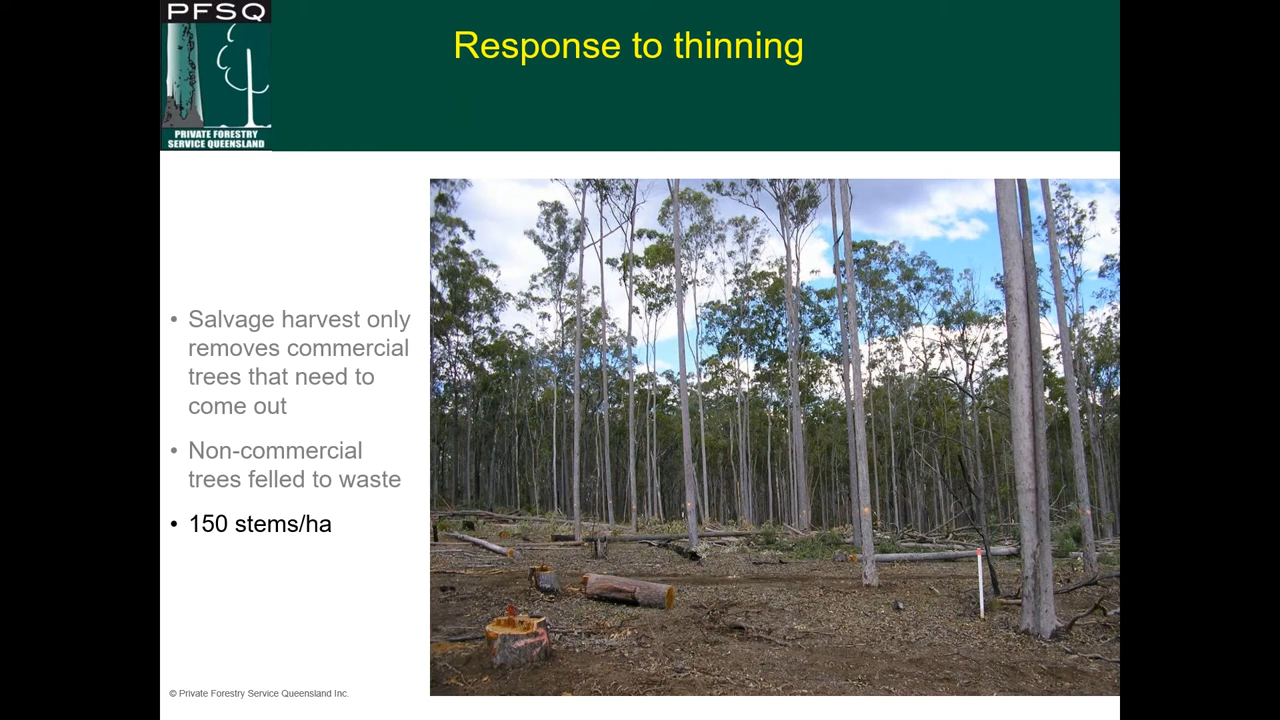 PFSQ
PRIVATE FORESTRY
SERVICE QUEENSLAND
Response to thinning
• Salvage harvest only
removes commercial
trees that need to
come out
• Non-commercial
trees felled to waste
• 150 stems/ha
© Private Forestry Service Queensland Inc.